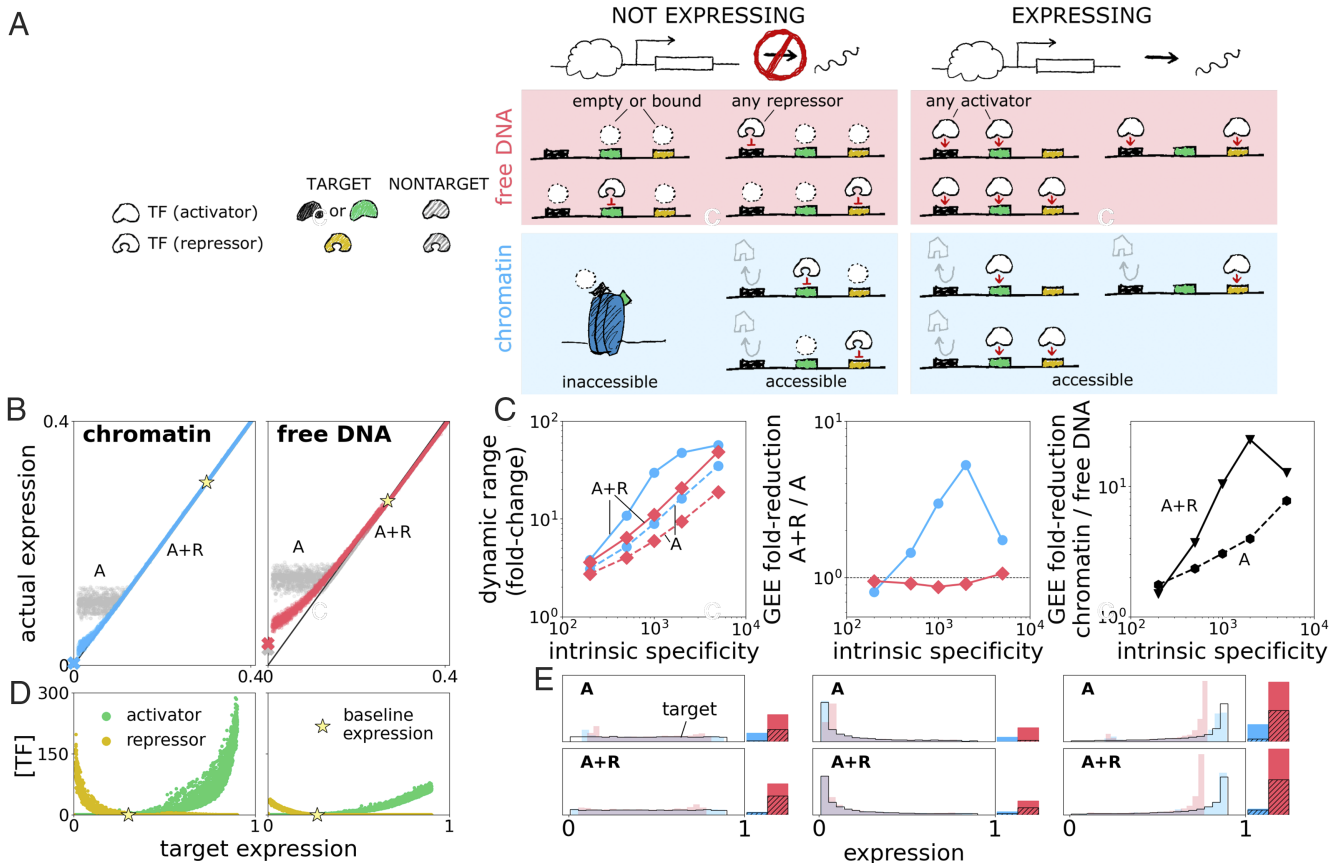 A
NOT EXPRESSING
EXPRESSING
empty or bound
any repressor
any activator
free DNA
TARGET
NONTARGET
TF (activator)
or
TF (repressor)
C
C
C
chromatin
inaccessible
accessible
accessible
B
0.4
chromatin
free DNA
actual expression
A
A+R
A
A+R
C
0
0
0.4
0.4
C
10²
10¹
10⁰
dynamic range
(fold-change)
A+R
A
C
10²
10³
10⁴
intrinsic specificity
GEE fold-reduction
A+R / A
10¹
10⁰
10²
10³
10⁴
intrinsic specificity
GEE fold-reduction
chromatin / free DNA
10¹
10⁰
A+R
A
C
10²
10³
10⁴
intrinsic specificity
D
300
150
0
[TF]
activator
repressor
baseline
expression
1
0
1
target expression
E
A
target
A
A
A+R
A+R
A+R
0
1
0
1
0
1
expression